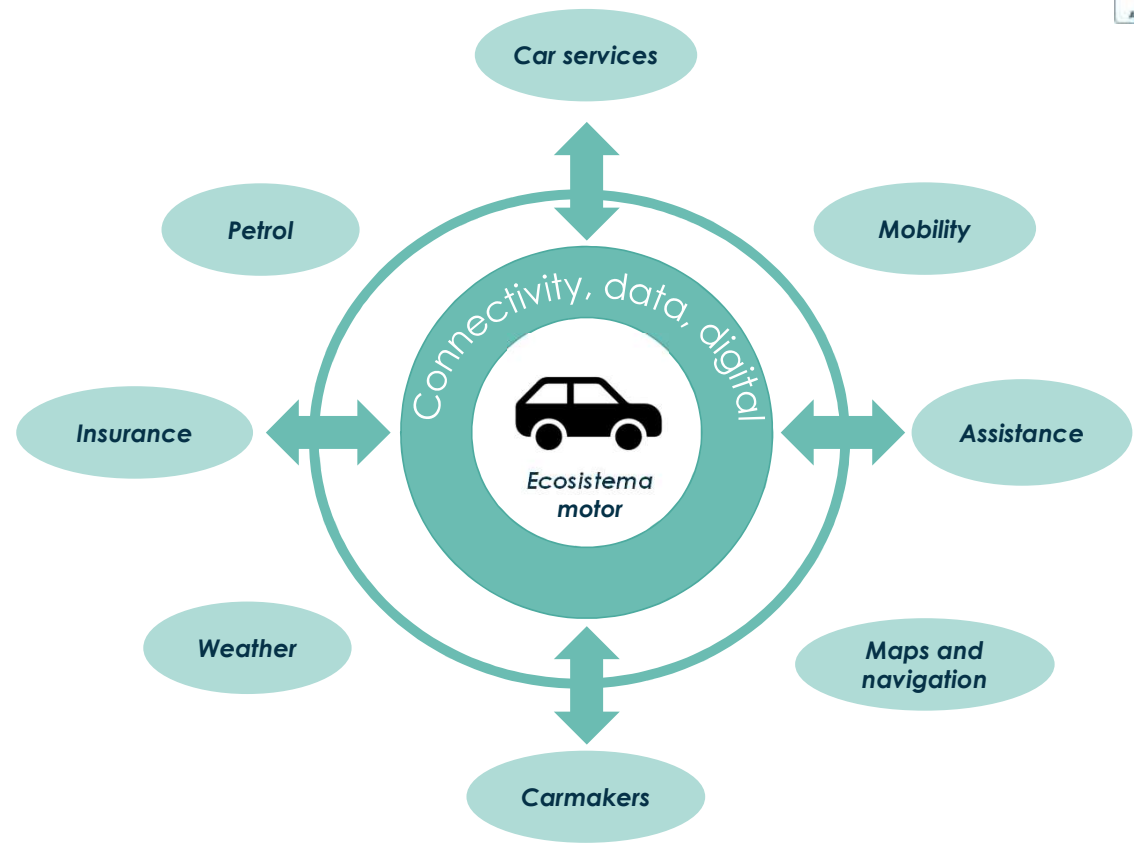 Car services
Petrol
Mobility
Connectivity, data, digital
Insurance
Assistance
Ecosistema
motor
Weather
Maps and
navigation
Carmakers